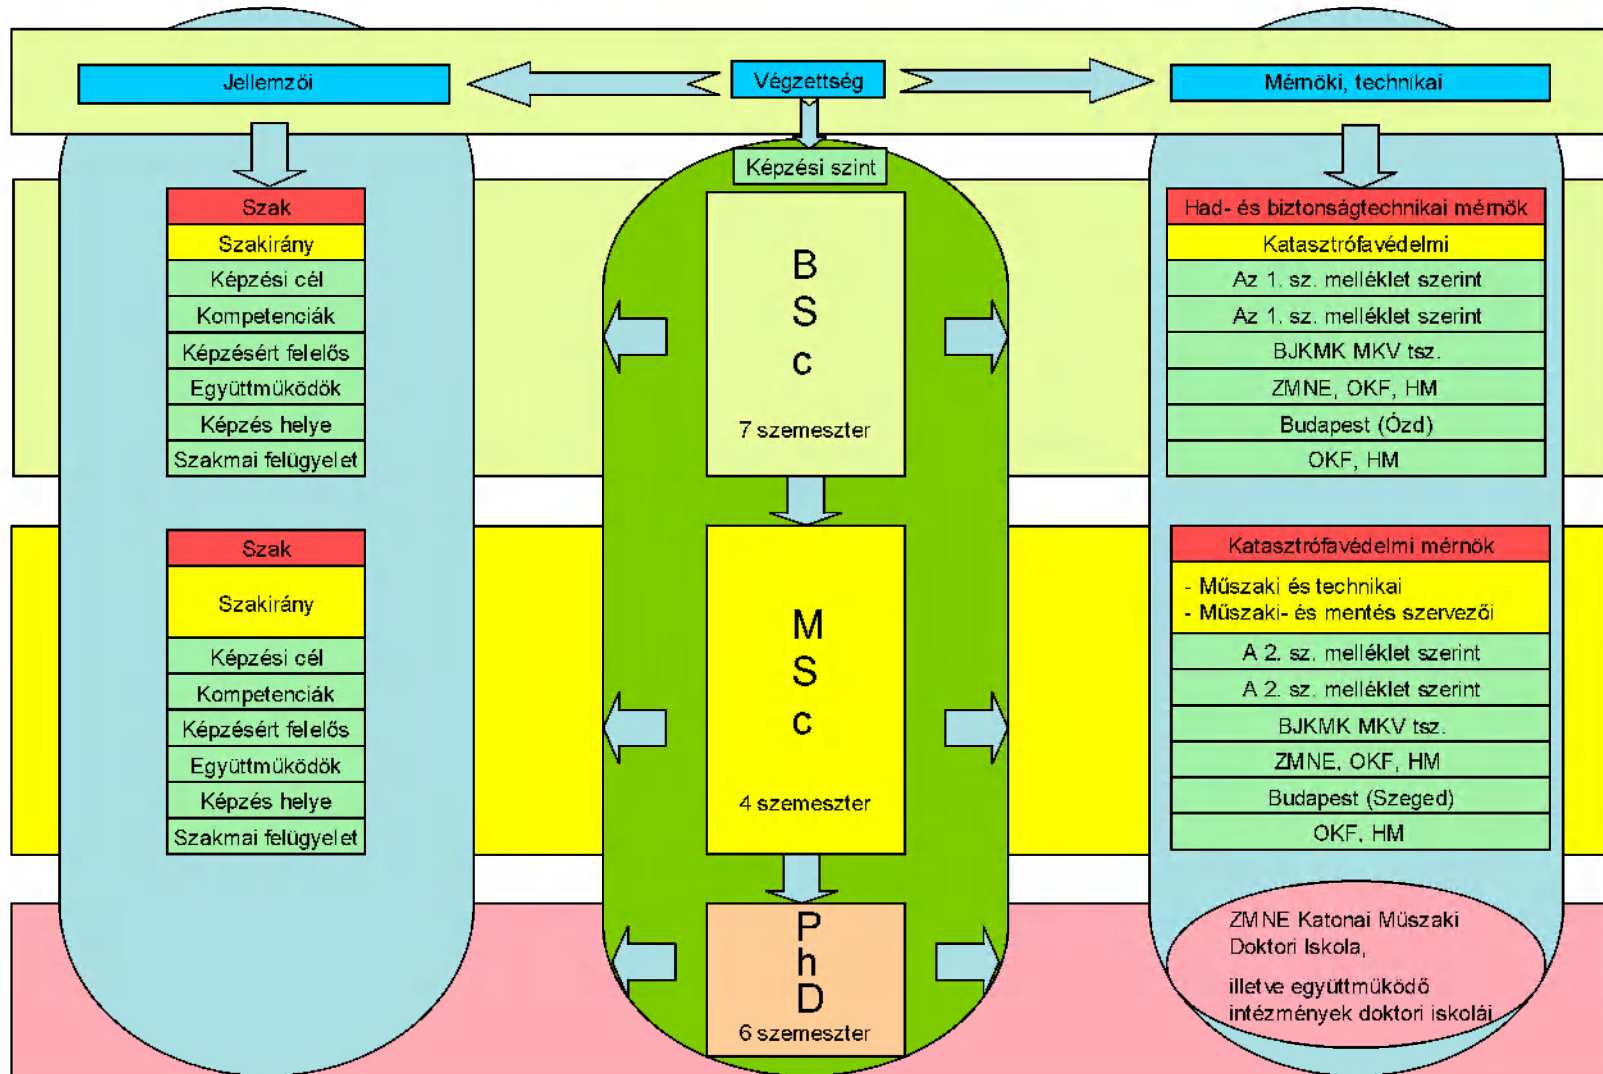 Jellemzői
Végzettség
Mérnöki, technikai
Képzési szint
Szak
Szakirány
Képzési cél
Kompetenciák
Képzésért felelős
Együttműködők
Képzés helye
Szakmai felügyelet
B
S
c
7 szemeszter
Had- és biztonságtechnikai mérnök
Katasztrófavédelmi
Az 1. sz. melléklet szerint
Az 1. sz. melléklet szerint
BJKMK MKV tsz.
ZMNE, OKF, HM
Budapest (Ózd)
OKF, HM
Szak
Szakirány
Képzési cél
Kompetenciák
Képzésért felelős
Együttműködők
Képzés helye
Szakmai felügyelet
M
S
c
4 szemeszter
Katasztrófavédelmi mérnök
- Műszaki és technikai
- Műszaki- és mentés szervezői
A 2. sz. melléklet szerint
A 2. sz. melléklet szerint
BJKMK MKV tsz.
ZMNE, OKF, HM
Budapest (Szeged)
OKF, HM
P
h
D
6 szemeszter
ZMNE Katonai Műszaki
Doktori Iskola,
illetve együttműködő
intézmények doktori iskolái